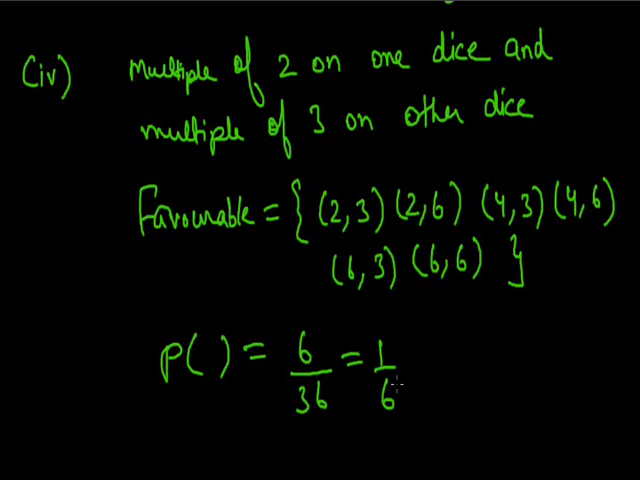 (iv) Multiple of 2 on one dice and
multiple of 3 on other dice
Favourable = { (2,3) (2,6) (4,3) (4,6)
(6,3) (6,6) }
P( ) = 6/36 = 1/6